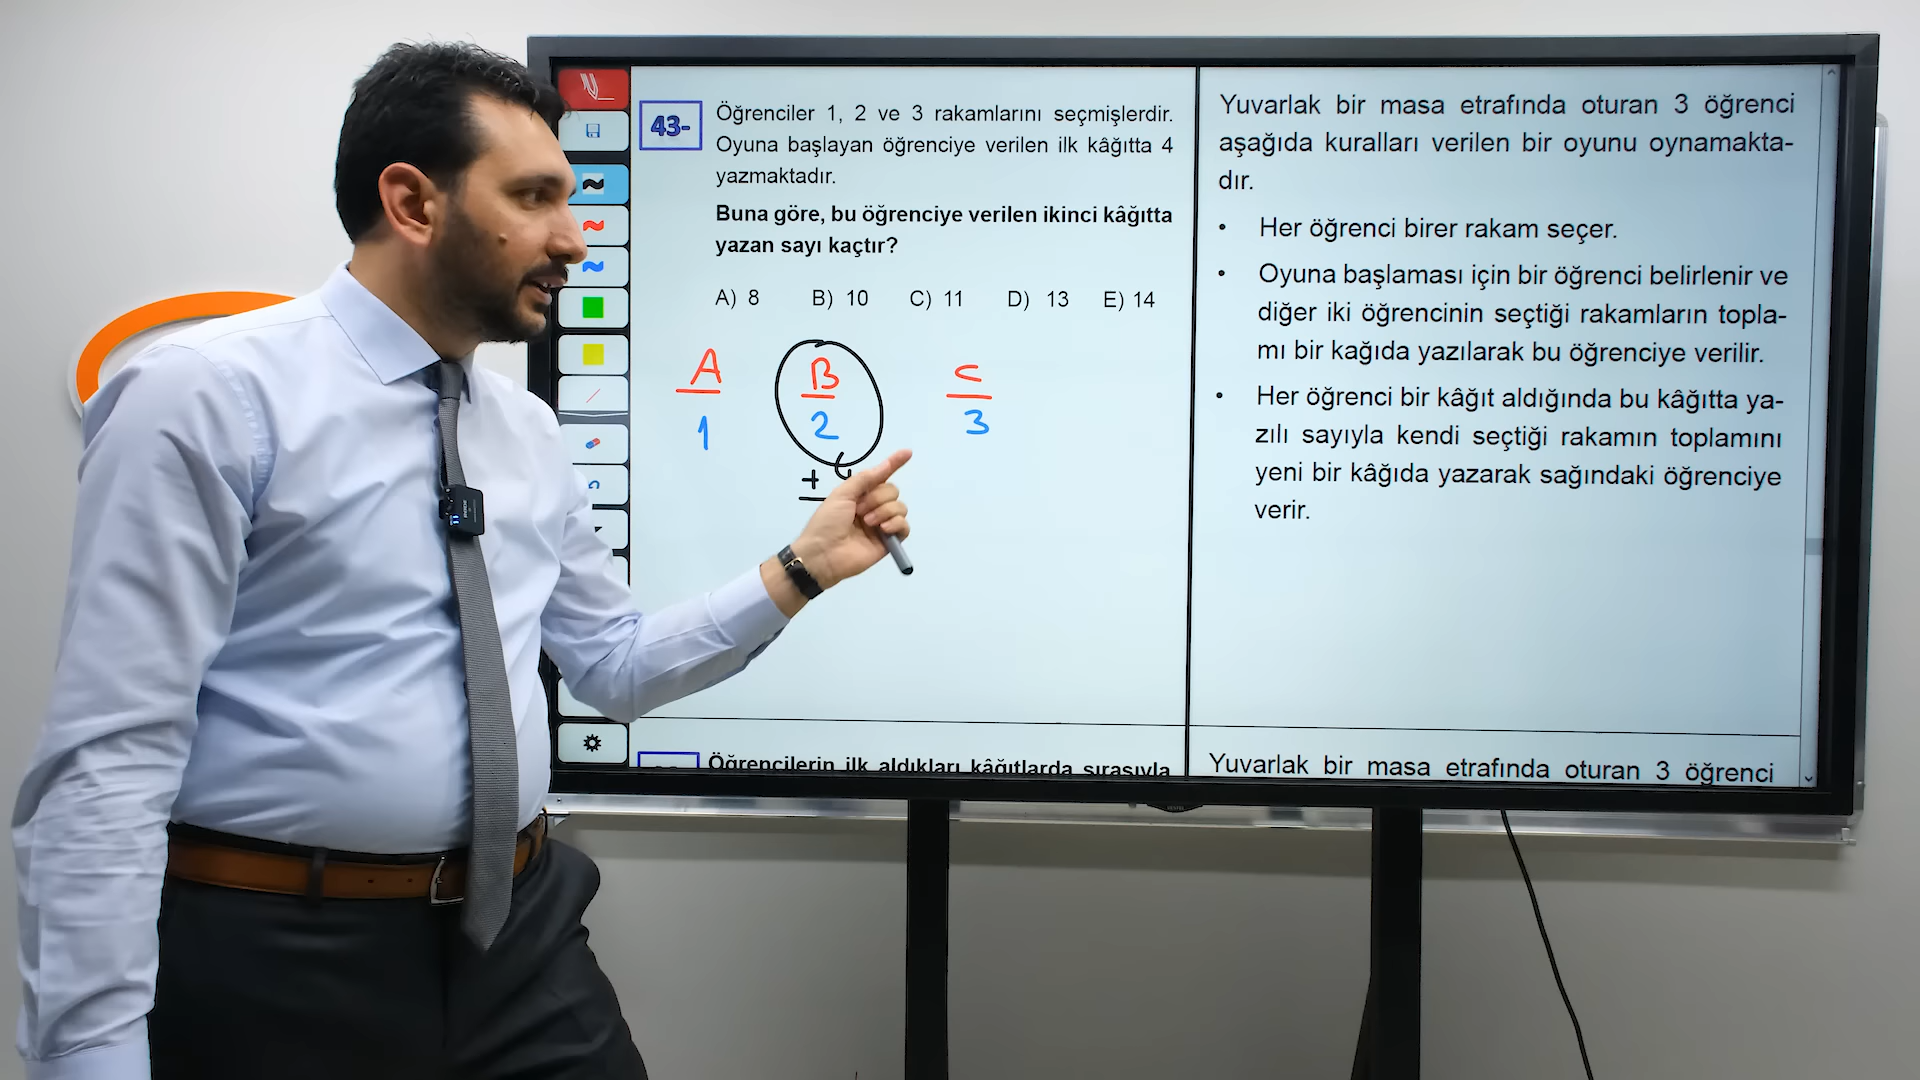 43-
Öğrenciler 1, 2 ve 3 rakamlarını seçmişlerdir.
Oyuna başlayan öğrenciye verilen ilk kâğıtta 4
yazmaktadır.
Buna göre, bu öğrenciye verilen ikinci kâğıtta
yazan sayı kaçtır?
A) 8 B) 10 C) 11 D) 13 E) 14
A B C
1 2 3
+
Öğrencilerin ilk aldıkları kâğıtlarda sırasıyla
Yuvarlak bir masa etrafında oturan 3 öğrenci
aşağıda kuralları verilen bir oyunu oynamakta-
dır.
• Her öğrenci birer rakam seçer.
• Oyuna başlaması için bir öğrenci belirlenir ve
diğer iki öğrencinin seçtiği rakamların topla-
mı bir kağıda yazılarak bu öğrenciye verilir.
• Her öğrenci bir kâğıt aldığında bu kâğıtta ya-
zılı sayıyla kendi seçtiği rakamın toplamını
yeni bir kâğıda yazarak sağındaki öğrenciye
verir.
Yuvarlak bir masa etrafında oturan 3 öğrenci